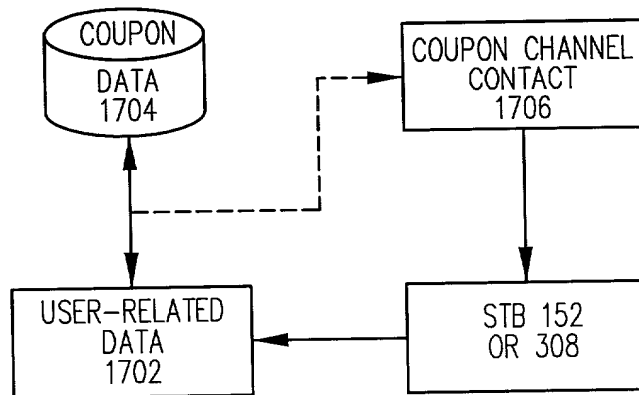 COUPON
DATA
1704
COUPON CHANNEL
CONTACT
1706
USER-RELATED
DATA
1702
STB 152
OR 308